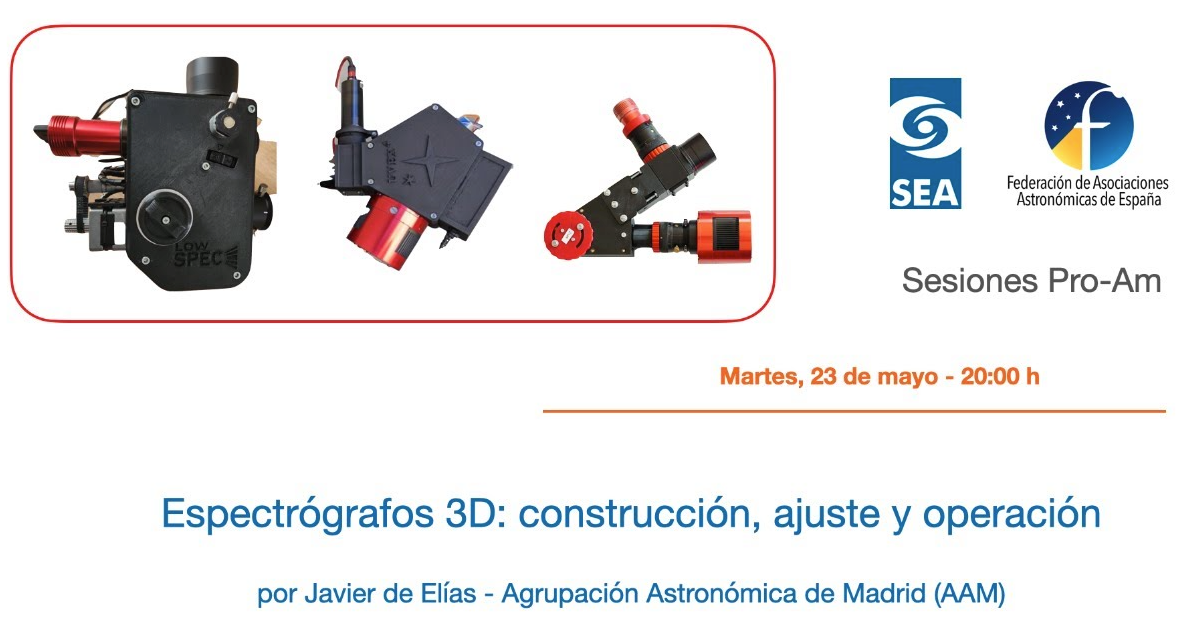 LOW
SPEC
SEA
f
Federación de Asociaciones
Astronómicas de España
Sesiones Pro-Am
Martes, 23 de mayo - 20:00 h
Espectrógrafos 3D: construcción, ajuste y operación
por Javier de Elías - Agrupación Astronómica de Madrid (AAM)